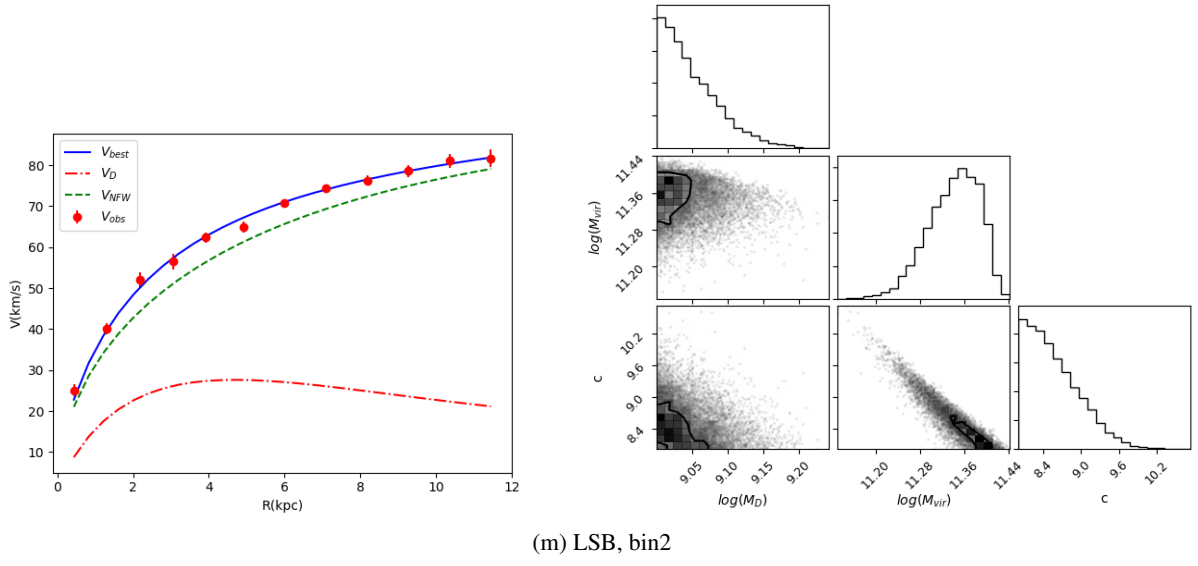 V(km/s)
80
70
60
50
40
30
20
10
V_best
V_D
V_NFW
V_obs
0 2 4 6 8 10 12
R(kpc)
log(M_vir)
11.44
11.36
11.28
11.20
c
10.2
9.6
9.0
8.4
9.05 9.10 9.15 9.20
log(M_D)
11.20 11.28 11.36 11.44
log(M_vir)
8.4 9.0 9.6 10.2
c
(m) LSB, bin2